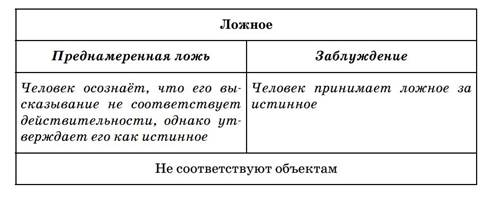 Ложное
Преднамеренная ложь
Заблуждение
Человек осознаёт, что его вы-
сказывание не соответствует
действительности, однако ут-
верждает его как истинное
Человек принимает ложное за
истинное
Не соответствуют объектам